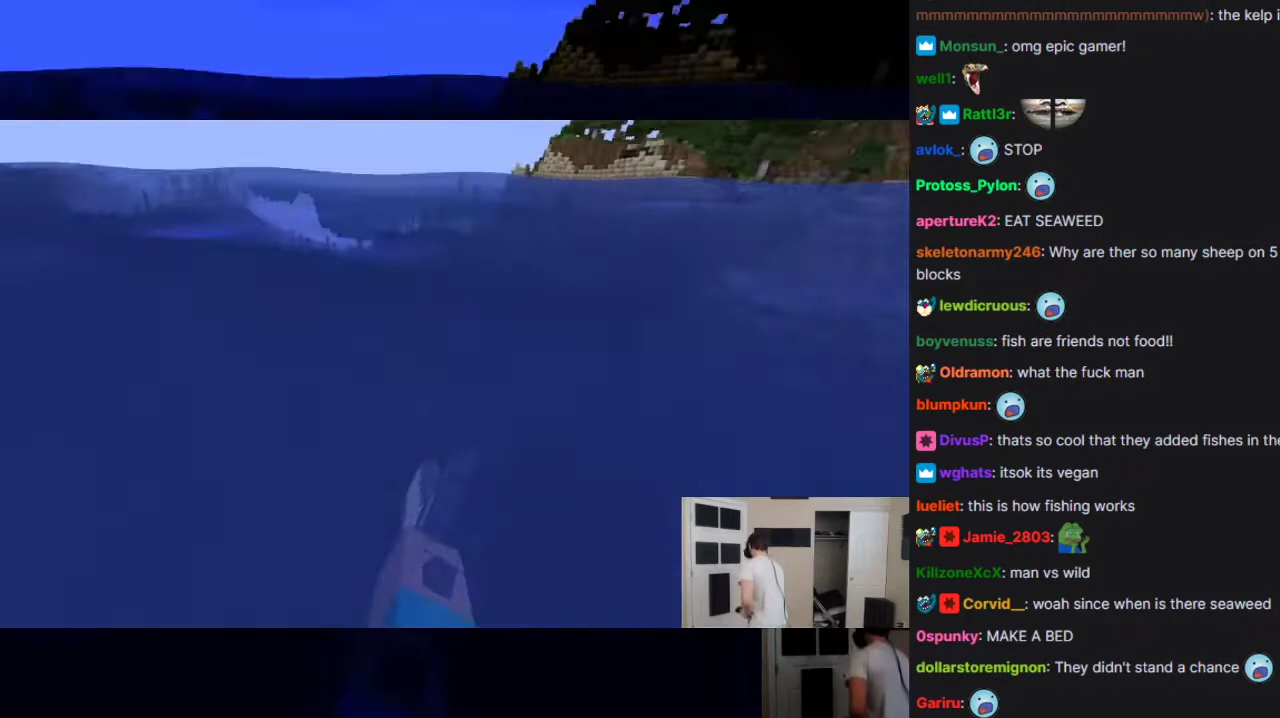 mmmmmmmmmmmmmmmmmmmmmmw): the kelp i
Monsun_: omg epic gamer!
well1:
Rattl3r:
avlok_: STOP
Protoss_Pylon:
apertureK2: EAT SEAWEED
skeletonarmy246: Why are ther so many sheep on 5
blocks
lewdicruous:
boyvenuss: fish are friends not food!!
Oldramon: what the fuck man
blumpkun:
DivusP: thats so cool that they added fishes in the
wghats: itsok its vegan
lueliet: this is how fishing works
Jamie_2803:
KillzoneXcX: man vs wild
Corvid__: woah since when is there seaweed
0spunky: MAKE A BED
dollarstoremignon: They didn't stand a chance
Gariru: